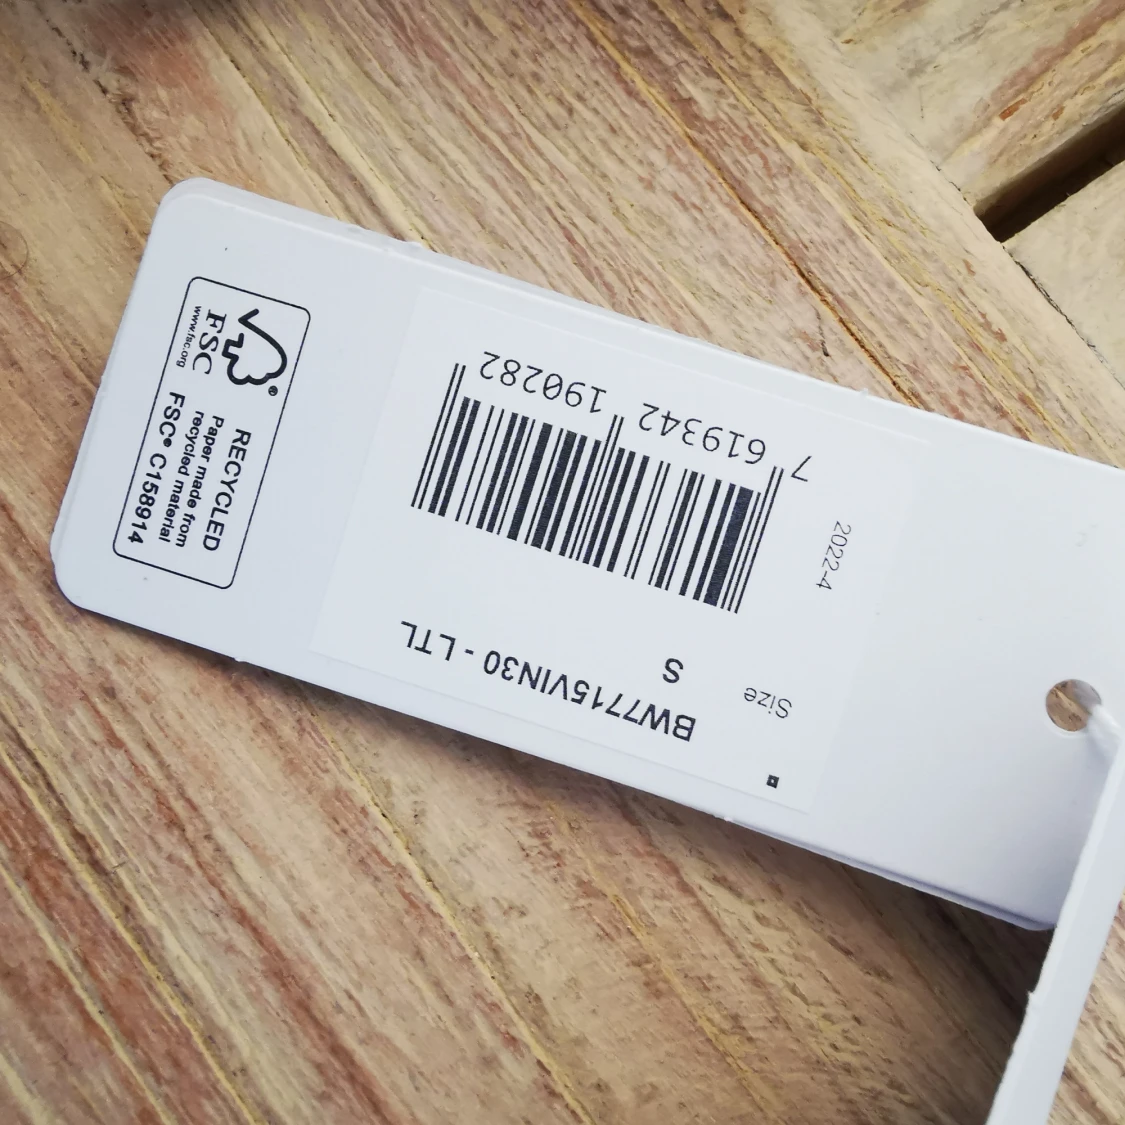 BW7715VIN30 - LTL
Size
S
7 619342 190282
2022-4
FSC
www.fsc.org
RECYCLED
Paper made from
recycled material
FSC® C158914